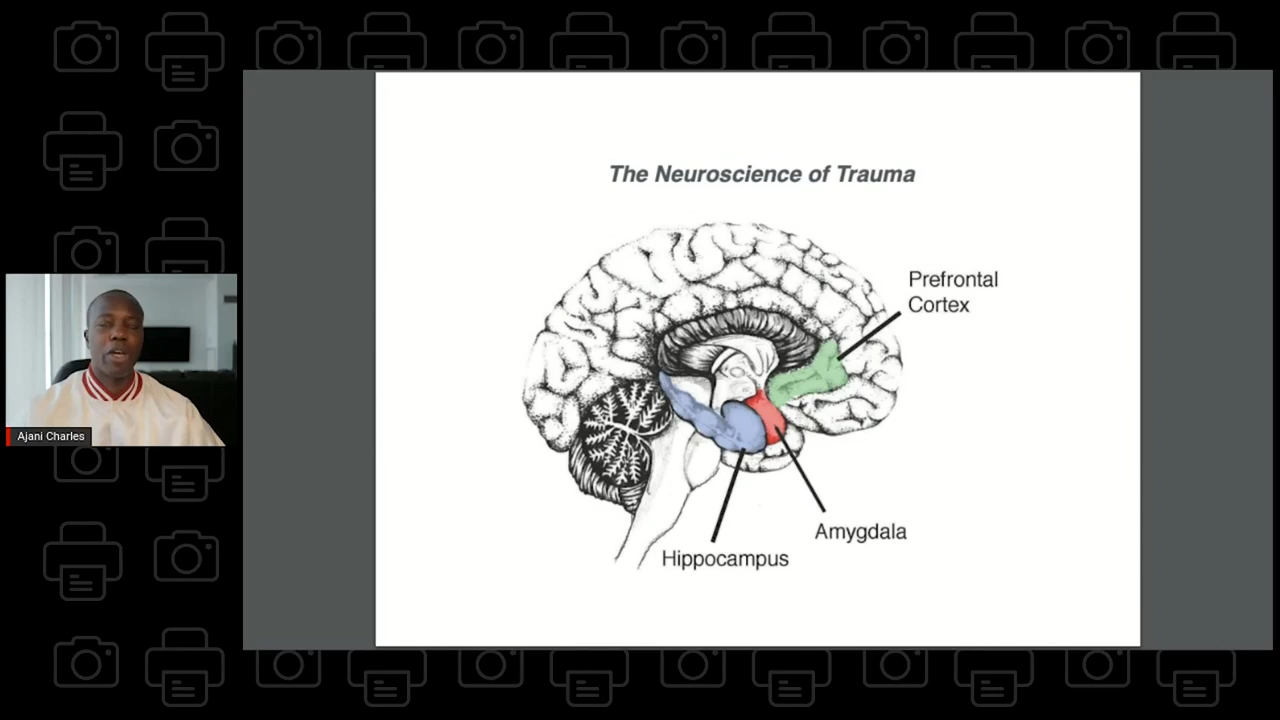 The Neuroscience of Trauma
Prefrontal
Cortex
Amygdala
Hippocampus
Ajani Charles